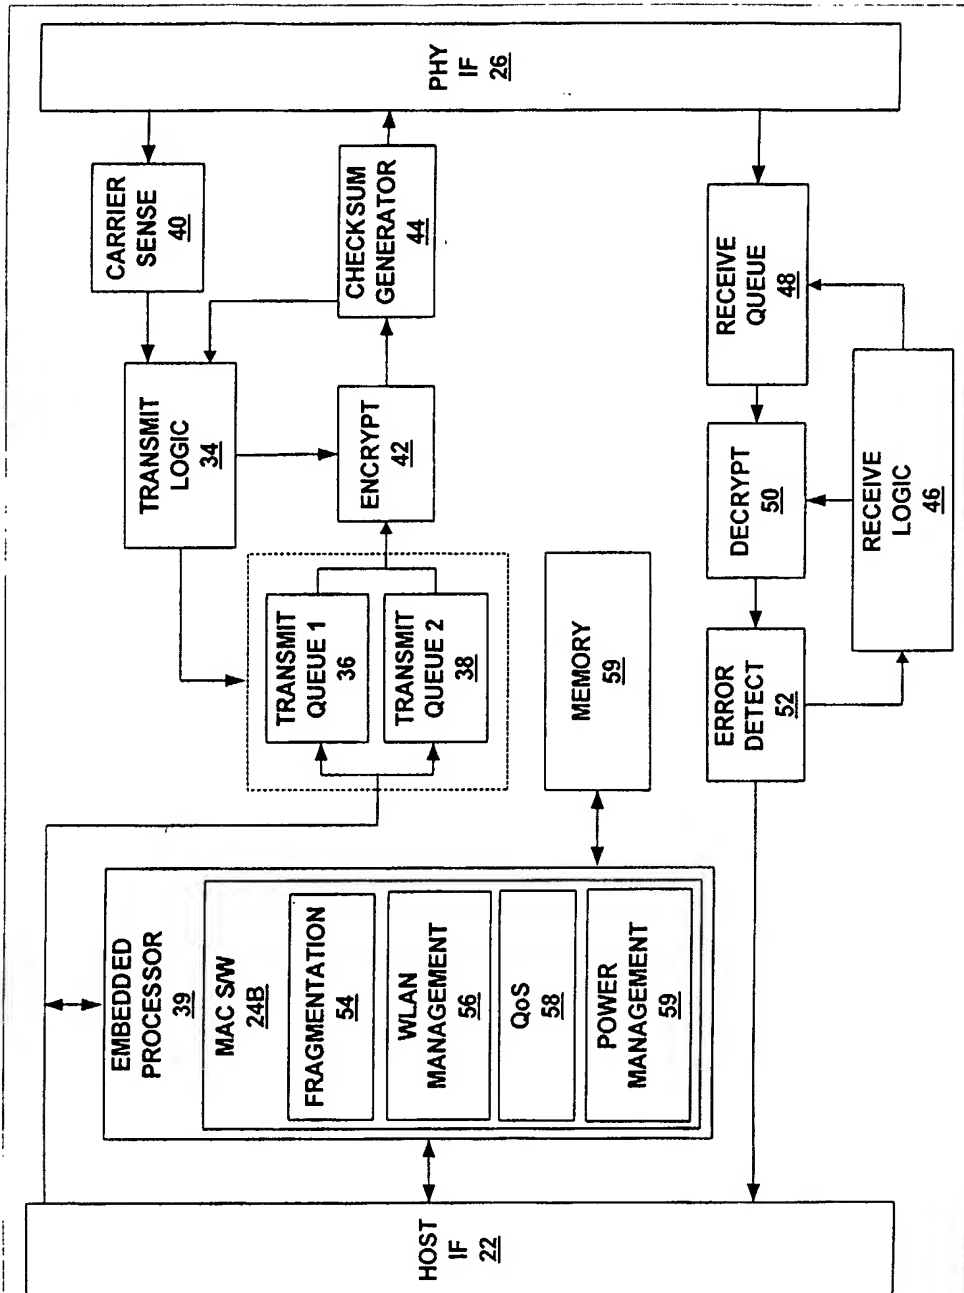 HOST
IF
22
EMBEDDED
PROCESSOR
39
MAC S/W
24B
FRAGMENTATION
54
WLAN
MANAGEMENT
56
QoS
58
POWER
MANAGEMENT
59
MEMORY
59
TRANSMIT
QUEUE 1
36
TRANSMIT
QUEUE 2
38
TRANSMIT
LOGIC
34
ENCRYPT
42
CARRIER
SENSE
40
CHECKSUM
GENERATOR
44
ERROR
DETECT
52
DECRYPT
50
RECEIVE
QUEUE
48
RECEIVE
LOGIC
46
PHY
IF
26